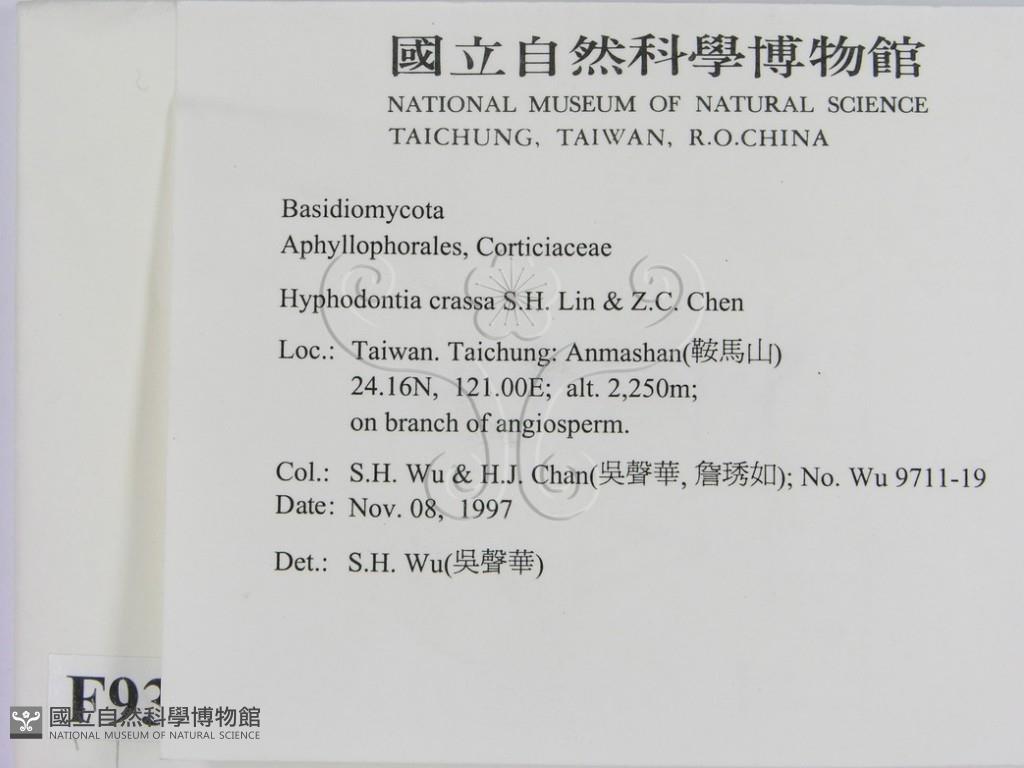 國立自然科學博物館
NATIONAL MUSEUM OF NATURAL SCIENCE
TAICHUNG, TAIWAN, R.O.CHINA
Basidiomycota
Aphyllophorales, Corticiaceae
Hyphodontia crassa S.H. Lin & Z.C. Chen
Loc.: Taiwan. Taichung: Anmashan(鞍馬山)
24.16N, 121.00E; alt. 2,250m;
on branch of angiosperm.
Col.: S.H. Wu & H.J. Chan(吳聲華, 詹琇如); No. Wu 9711-19
Date: Nov. 08, 1997
Det.: S.H. Wu(吳聲華)
F93
國立自然科學博物館
NATIONAL MUSEUM OF NATURAL SCIENCE